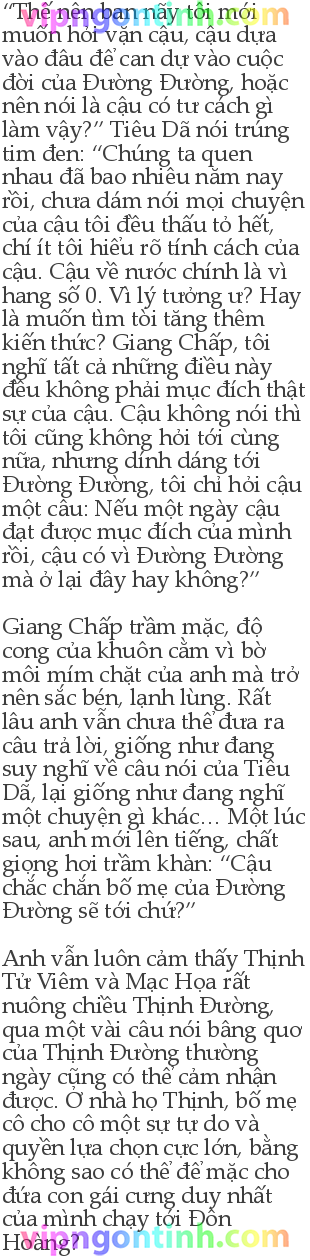 vipngontinh.com
“Thế nên ban nãy tôi mới
muốn hỏi vặn cậu, cậu dựa
vào đâu để can dự vào cuộc
đời của Đường Đường, hoặc
nên nói là cậu có tư cách gì
làm vậy?” Tiêu Dã nói trúng
tim đen: “Chúng ta quen
nhau đã bao nhiêu năm nay
rồi, chưa dám nói mọi chuyện
của cậu tôi đều thấu tỏ hết,
chí ít tôi hiểu rõ tính cách của
cậu. Cậu về nước chính là vì
hang số 0. Vì lý tưởng ư? Hay
là muốn tìm tòi tăng thêm
kiến thức? Giang Chấp, tôi
nghĩ tất cả những điều này
đều không phải mục đích thật
sự của cậu. Cậu không nói thì
tôi cũng không hỏi tới cùng
nữa, nhưng dính dáng tới
Đường Đường, tôi chỉ hỏi cậu
một câu: Nếu một ngày cậu
đạt được mục đích của mình
rồi, cậu có vì Đường Đường
mà ở lại đây hay không?”
Giang Chấp trầm mặc, độ
cong của khuôn cằm vì bờ
môi mím chặt của anh mà trở
nên sắc bén, lạnh lùng. Rất
lâu anh vẫn chưa thể đưa ra
câu trả lời, giống như đang
suy nghĩ về câu nói của Tiêu
Dã, lại giống như đang nghĩ
một chuyện gì khác... Một lúc
sau, anh mới lên tiếng, chất
giọng hơi trầm khàn: “Cậu
chắc chắn bố mẹ của Đường
Đường sẽ tới chứ?”
Anh vẫn luôn cảm thấy Thịnh
Tử Viêm và Mạc Họa rất
nuông chiều Thịnh Đường,
qua một vài câu nói bâng quơ
của Thịnh Đường thường
ngày cũng có thể cảm nhận
được. Ở nhà họ Thịnh, bố mẹ
cô cho cô một sự tự do và
quyền lựa chọn cực lớn, bằng
không sao có thể để mặc cho
đứa con gái cưng duy nhất
của mình chạy tới Đôn
Hoàng?
vipngontinh.com